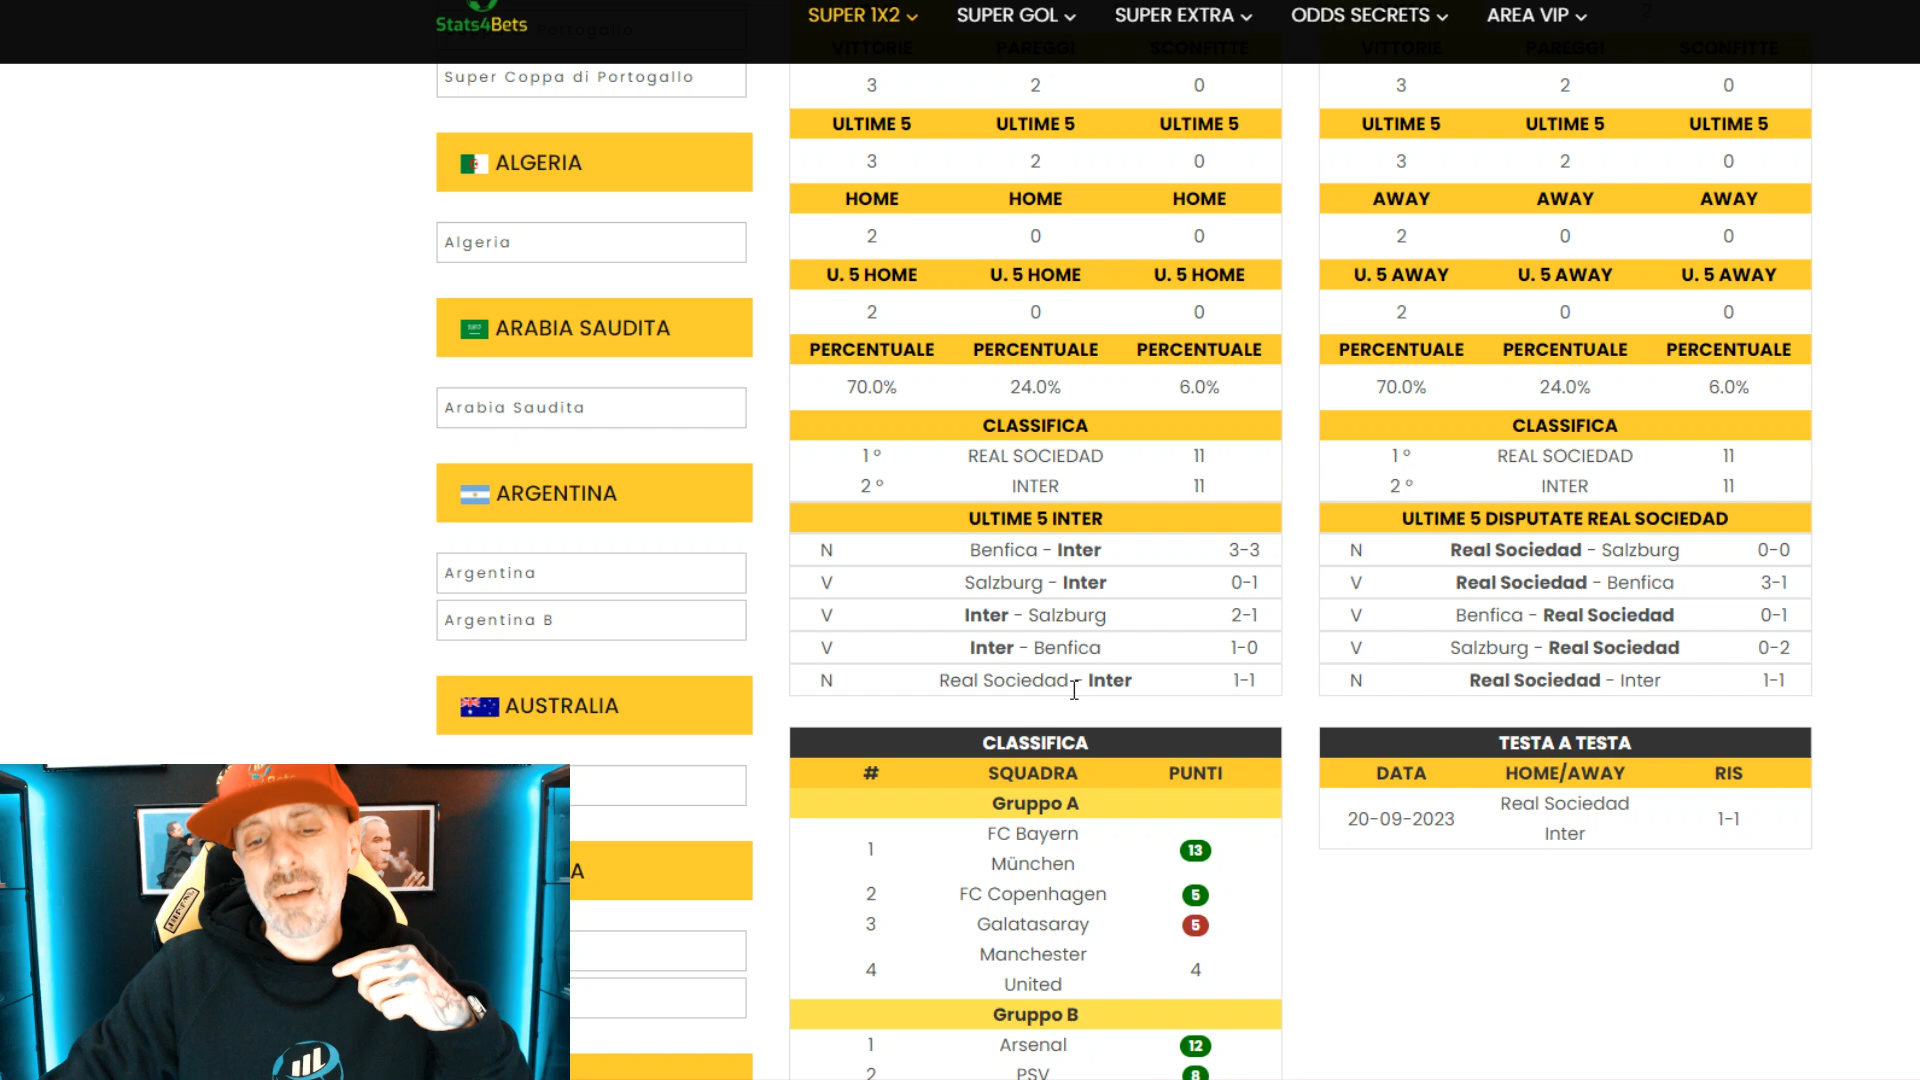 Stats4Bets
SUPER 1X2 SUPER GOL SUPER EXTRA ODDS SECRETS AREA VIP
VITTORIE PAREGGI SCONFITTE VITTORIE PAREGGI SCONFITTE
Super Coppa di Portogallo
3 2 0 3 2 0
ULTIME 5 ULTIME 5 ULTIME 5 ULTIME 5 ULTIME 5 ULTIME 5
ALGERIA
3 2 0 3 2 0
HOME HOME HOME AWAY AWAY AWAY
Algeria
2 0 0 2 0 0
U. 5 HOME U. 5 HOME U. 5 HOME U. 5 AWAY U. 5 AWAY U. 5 AWAY
ARABIA SAUDITA
2 0 0 2 0 0
PERCENTUALE PERCENTUALE PERCENTUALE PERCENTUALE PERCENTUALE PERCENTUALE
70.0% 24.0% 6.0% 70.0% 24.0% 6.0%
Arabia Saudita
CLASSIFICA CLASSIFICA
1 º REAL SOCIEDAD 11 1 º REAL SOCIEDAD 11
2 º INTER 11 2 º INTER 11
ARGENTINA
ULTIME 5 INTER ULTIME 5 DISPUTATE REAL SOCIEDAD
N Benfica - Inter 3-3 N Real Sociedad - Salzburg 0-0
Argentina
V Salzburg - Inter 0-1 V Real Sociedad - Benfica 3-1
Argentina B
V Inter - Salzburg 2-1 V Benfica - Real Sociedad 0-1
V Inter - Benfica 1-0 V Salzburg - Real Sociedad 0-2
N Real Sociedad - Inter 1-1 N Real Sociedad - Inter 1-1
AUSTRALIA
CLASSIFICA TESTA A TESTA
# SQUADRA PUNTI DATA HOME/AWAY RIS
Gruppo A
20-09-2023 Real Sociedad Inter 1-1
1 FC Bayern München 13
A
2 FC Copenhagen 5
3 Galatasaray 5
4 Manchester United 4
Gruppo B
1 Arsenal 12
2 PSV 8